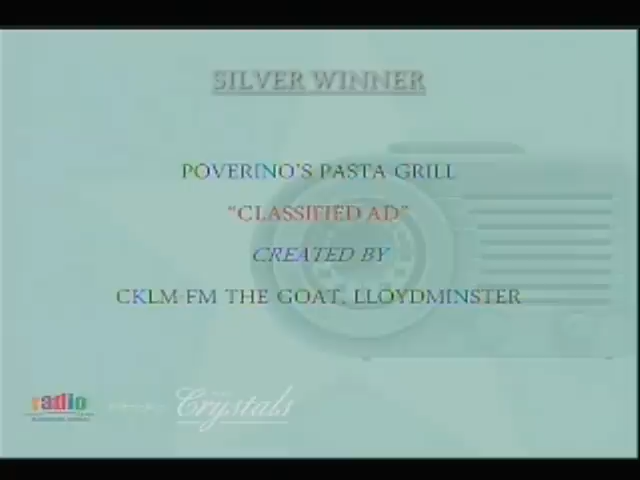 SILVER WINNER
POVERINO'S PASTA GRILL
"CLASSIFIED AD"
CREATED BY
CKLM-FM THE GOAT, LLOYDMINSTER
radio
Crystals